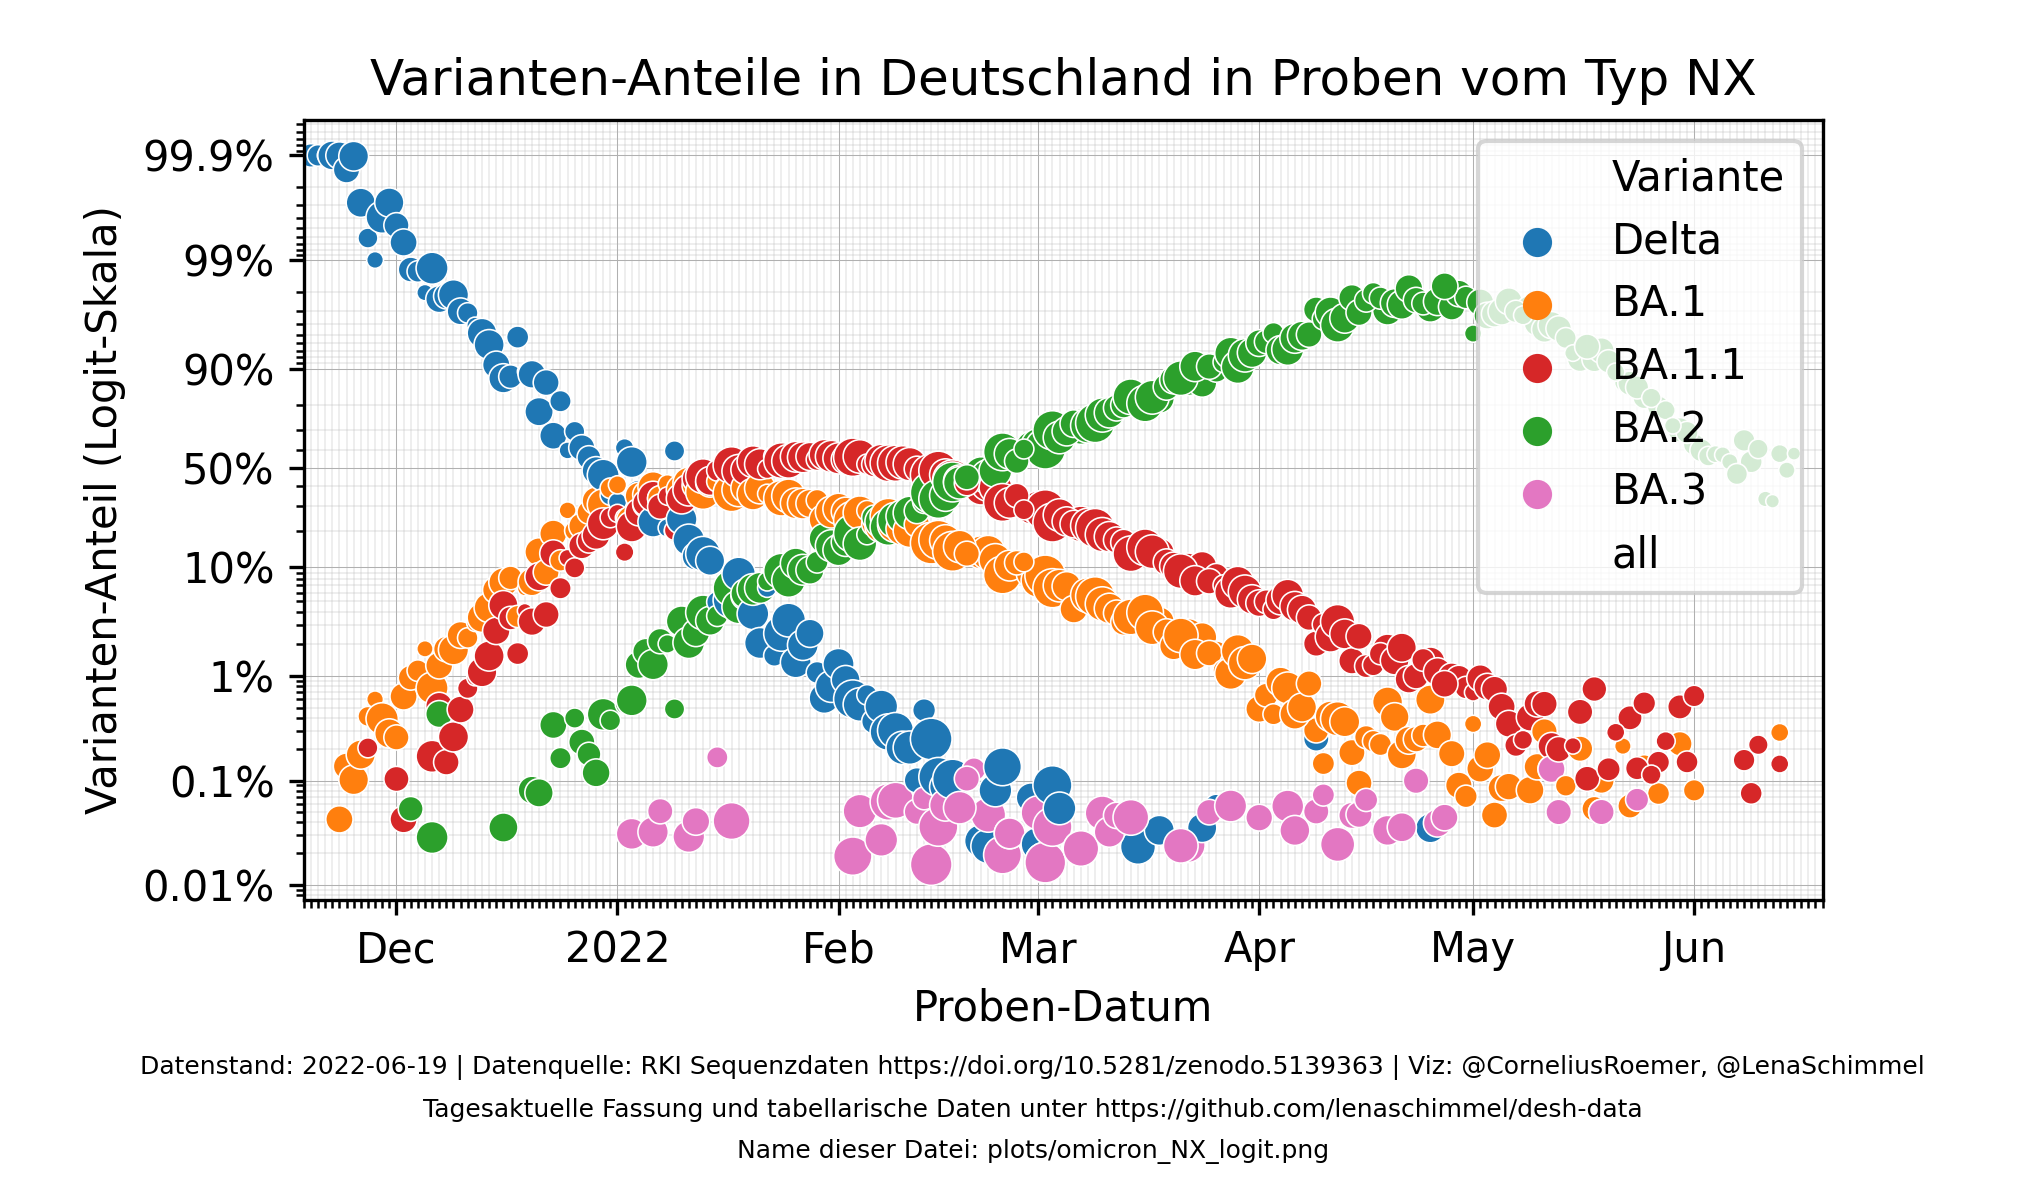 Varianten-Anteile in Deutschland in Proben vom Typ NX
Varianten-Anteil (Logit-Skala)
99.9%
99%
90%
50%
10%
1%
0.1%
0.01%
Variante
Delta
BA.1
BA.1.1
BA.2
BA.3
all
Dec
2022
Feb
Mar
Apr
May
Jun
Proben-Datum
Datenstand: 2022-06-19 | Datenquelle: RKI Sequenzdaten https://doi.org/10.5281/zenodo.5139363 | Viz: @CorneliusRoemer, @LenaSchimmel
Tagesaktuelle Fassung und tabellarische Daten unter https://github.com/lenaschimmel/desh-data
Name dieser Datei: plots/omicron_NX_logit.png